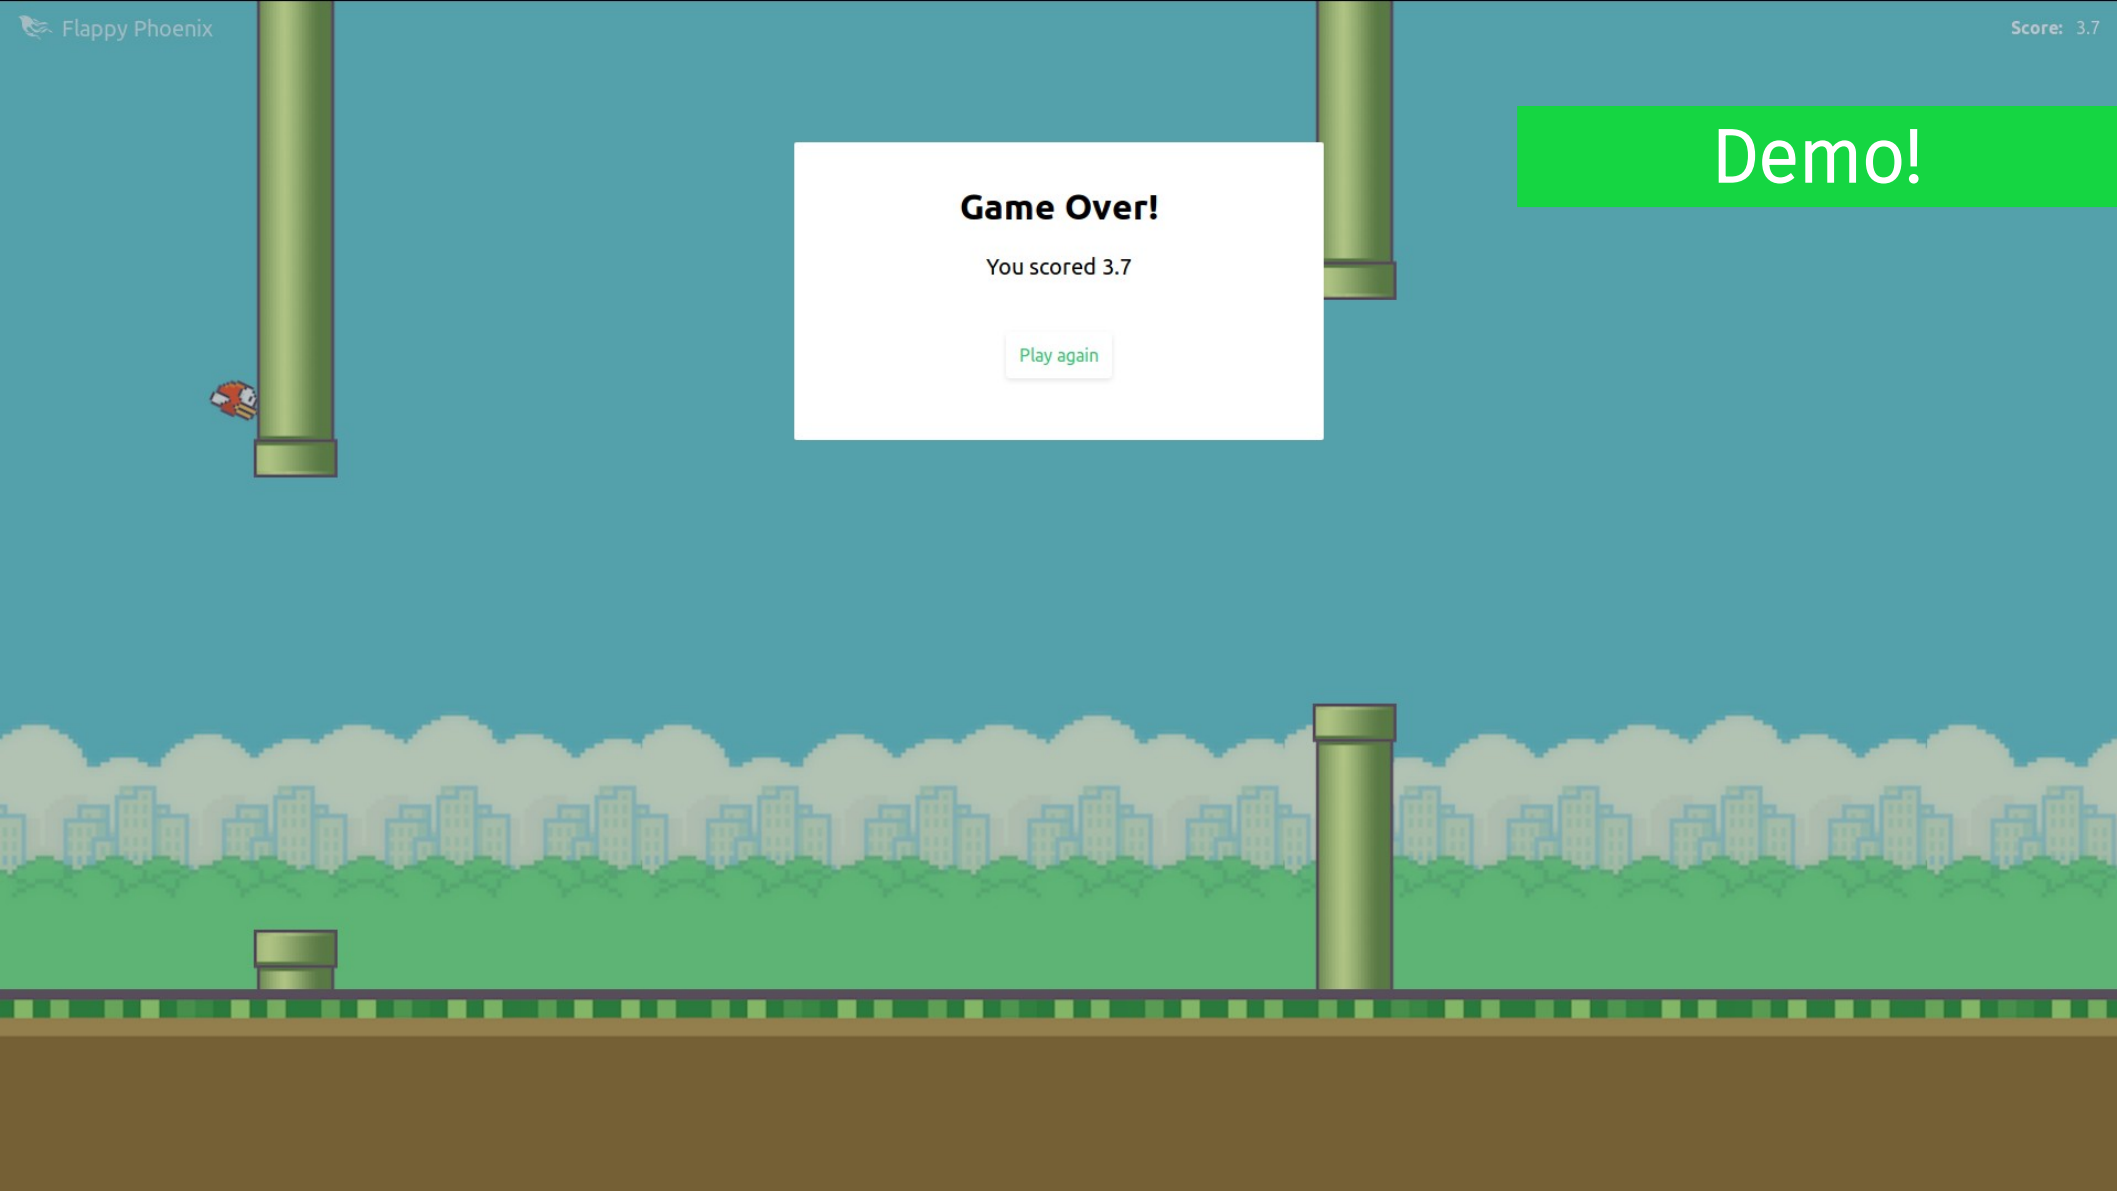 Flappy Phoenix
Score: 3.7
Demo!
Game Over!
You scored 3.7
Play again